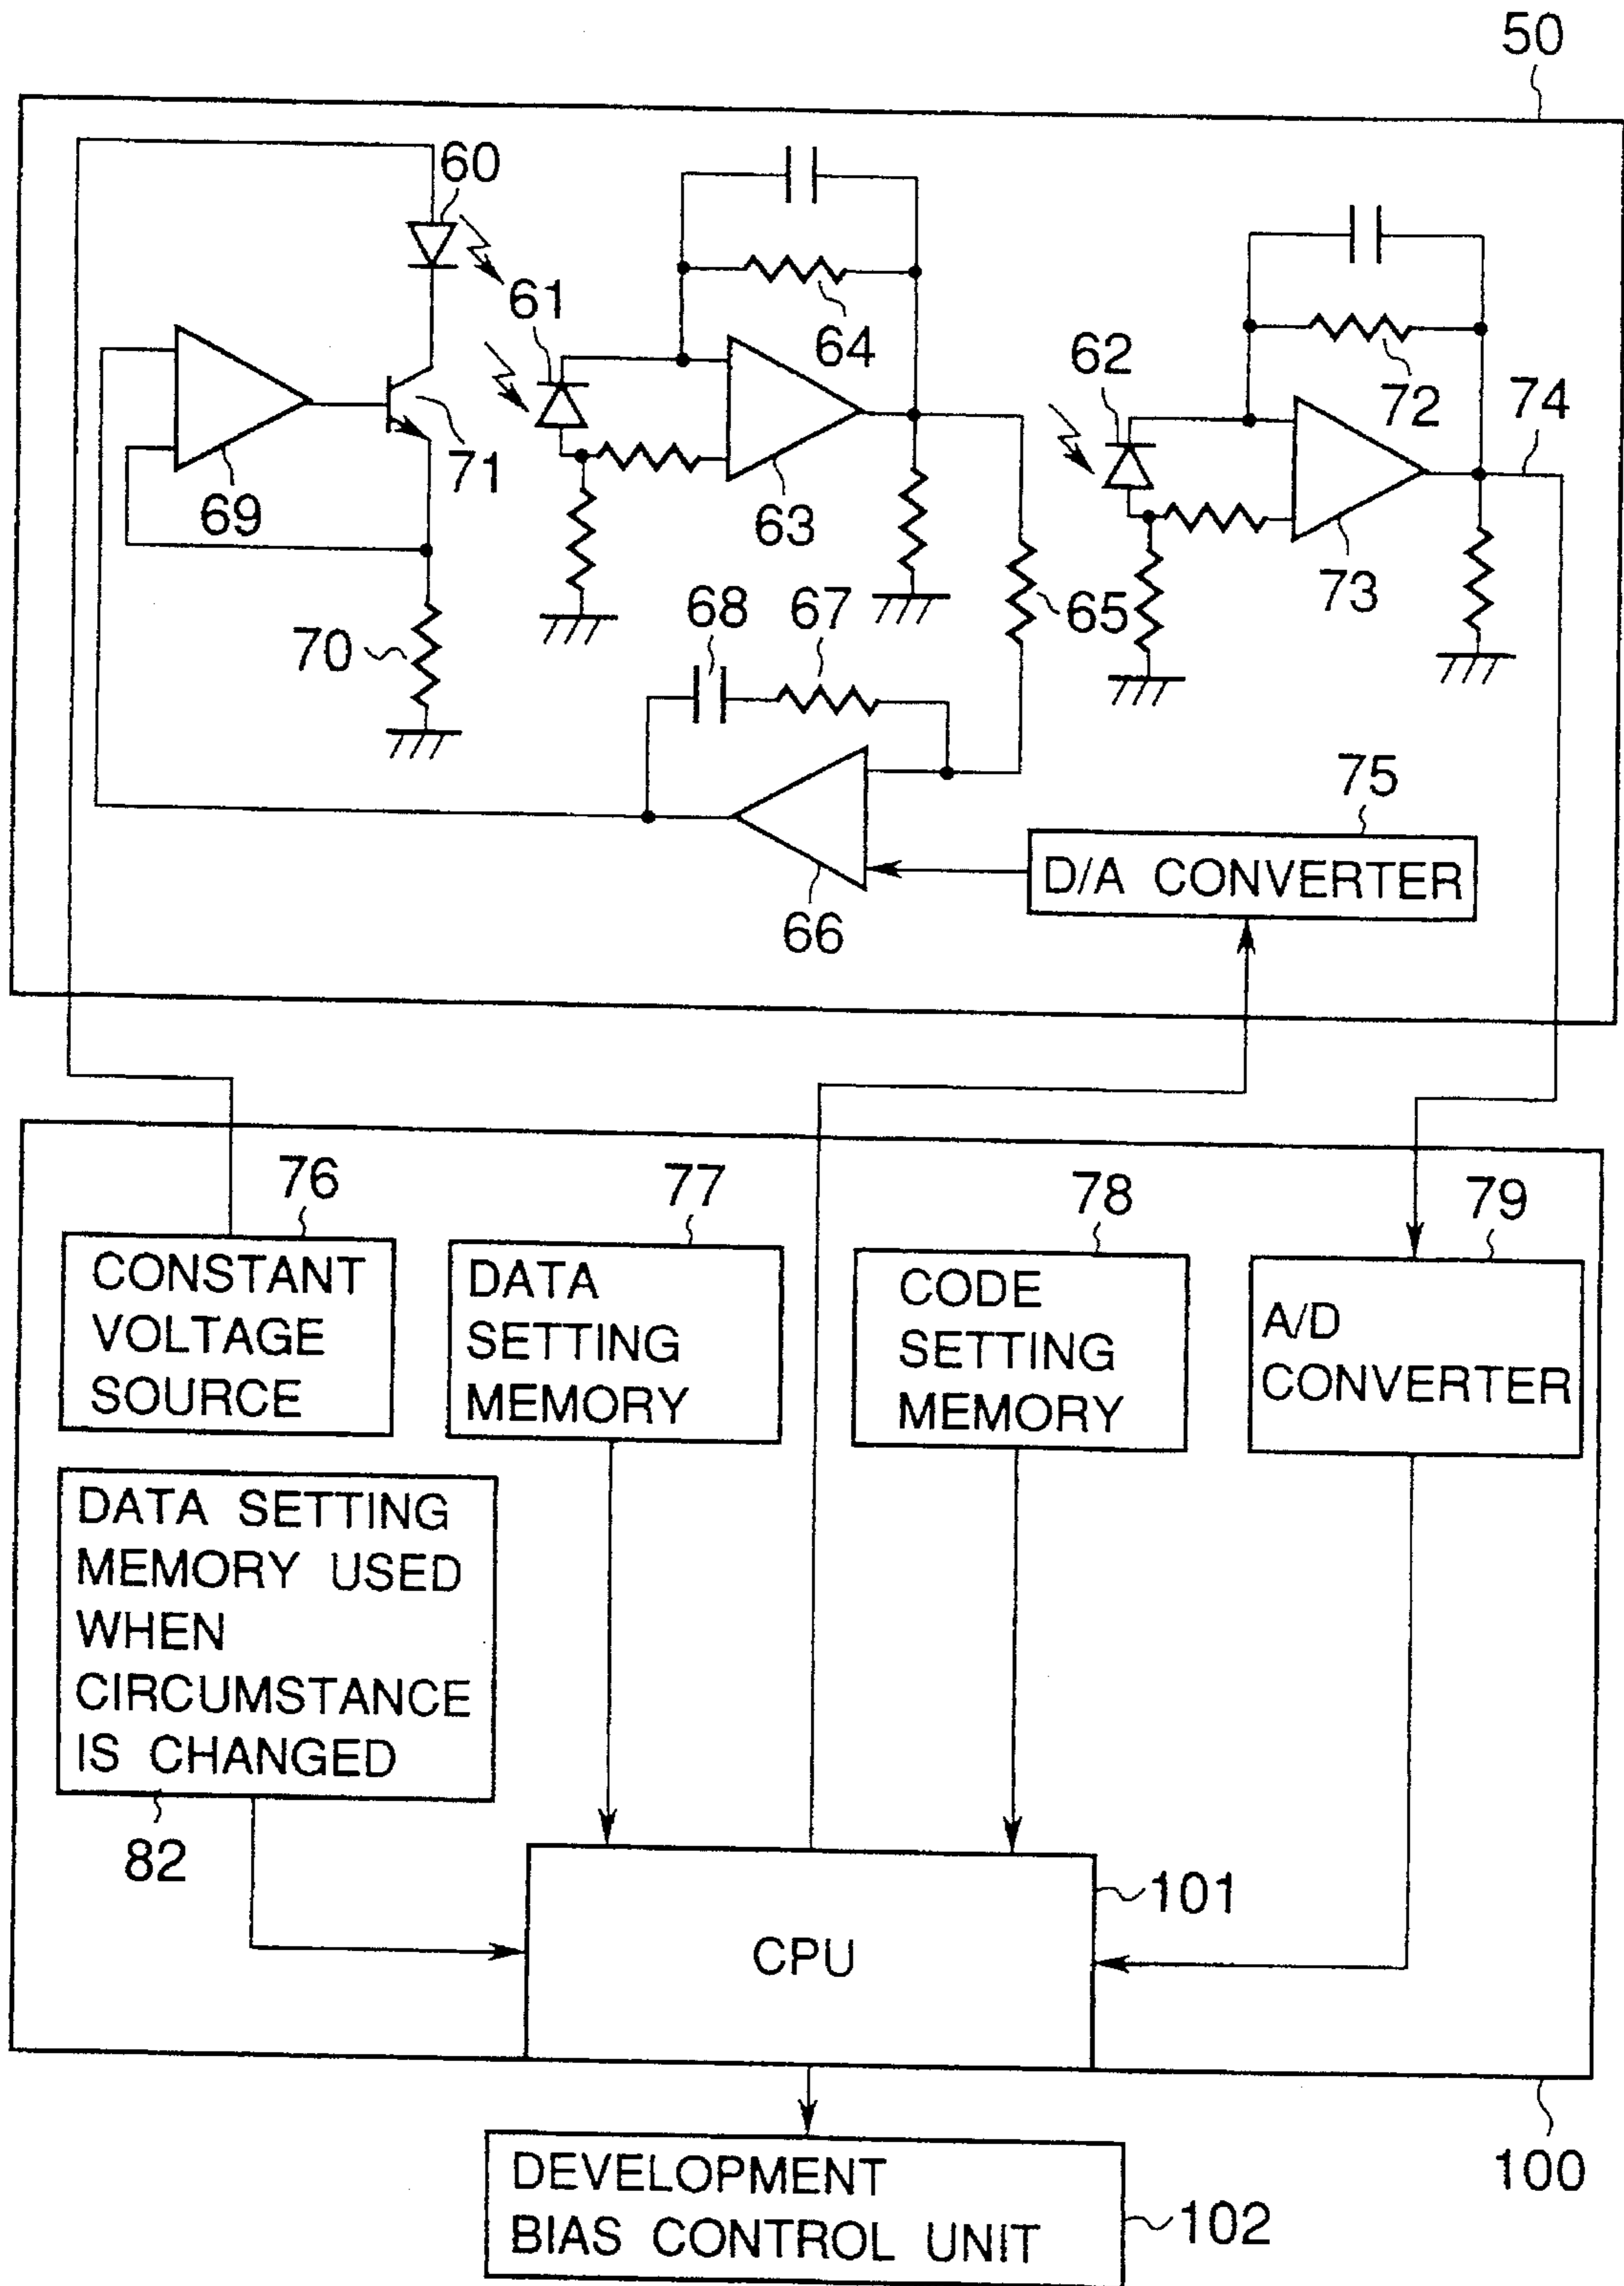 50
60
61
64
62
72
74
71
69
63
73
65
68
67
70
75
D/A CONVERTER
66
76
77
78
79
CONSTANT
VOLTAGE
SOURCE
DATA
SETTING
MEMORY
CODE
SETTING
MEMORY
A/D
CONVERTER
DATA SETTING
MEMORY USED
WHEN
CIRCUMSTANCE
IS CHANGED
82
101
CPU
100
DEVELOPMENT
BIAS CONTROL UNIT
102